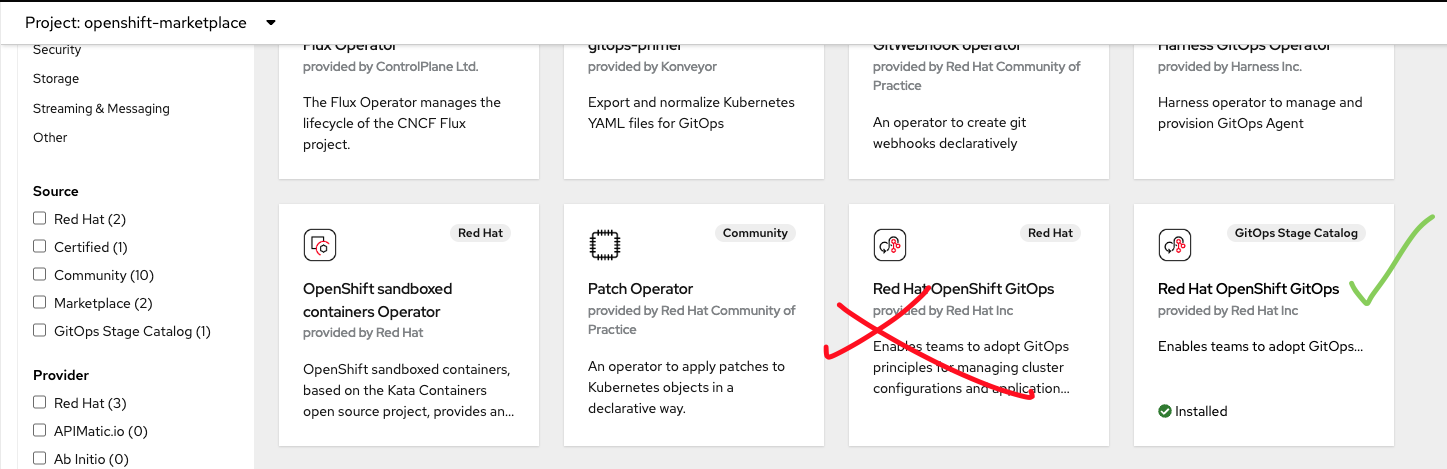 Project: openshift-marketplace
Security
Storage
Streaming & Messaging
Other
Source
Red Hat (2)
Certified (1)
Community (10)
Marketplace (2)
GitOps Stage Catalog (1)
Provider
Red Hat (3)
APIMatic.io (0)
Ab Initio (0)
Flux Operator
provided by ControlPlane Ltd.
The Flux Operator manages the
lifecycle of the CNCF Flux
project.
gitops-primer
provided by Konveyor
Export and normalize Kubernetes
YAML files for GitOps
GitWebhook operator
provided by Red Hat Community of
Practice
An operator to create git
webhooks declaratively
Harness GitOps Operator
provided by Harness Inc.
Harness operator to manage and
provision GitOps Agent
Red Hat
OpenShift sandboxed
containers Operator
provided by Red Hat
OpenShift sandboxed containers,
based on the Kata Containers
open source project, provides an...
Community
Patch Operator
provided by Red Hat Community of
Practice
An operator to apply patches to
Kubernetes objects in a
declarative way.
Red Hat
Red Hat OpenShift GitOps
provided by Red Hat Inc
Enables teams to adopt GitOps
principles for managing cluster
configurations and application...
GitOps Stage Catalog
Red Hat OpenShift GitOps
provided by Red Hat Inc
Enables teams to adopt GitOps...
Installed